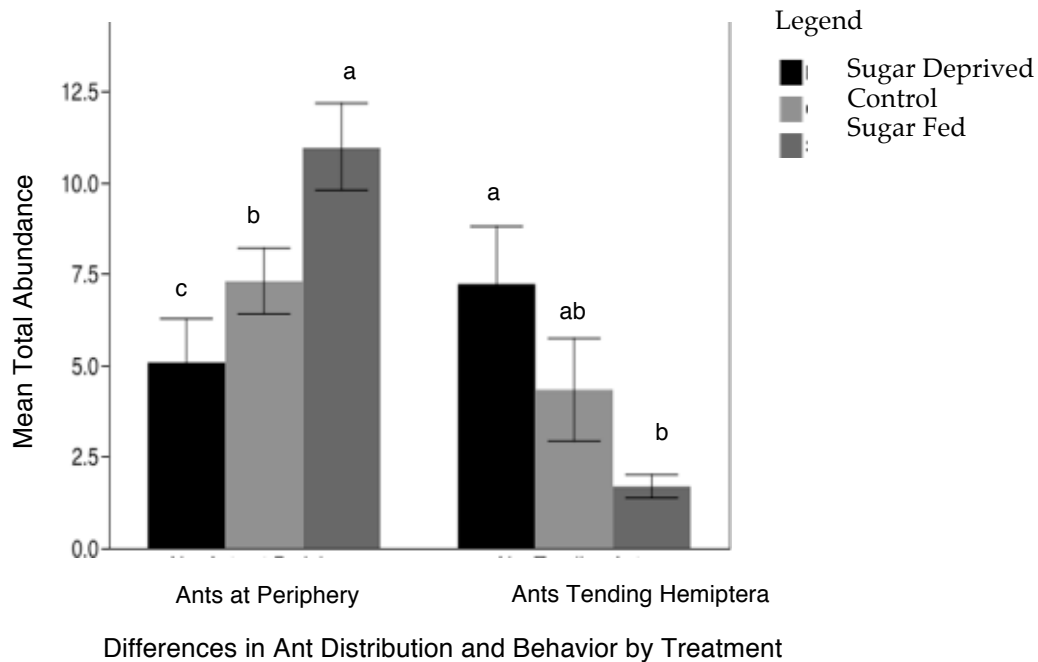 Legend
Sugar Deprived
Control
Sugar Fed
Mean Total Abundance
12.5
10.0
7.5
5.0
2.5
0.0
c
b
a
a
ab
b
Ants at Periphery
Ants Tending Hemiptera
Differences in Ant Distribution and Behavior by Treatment